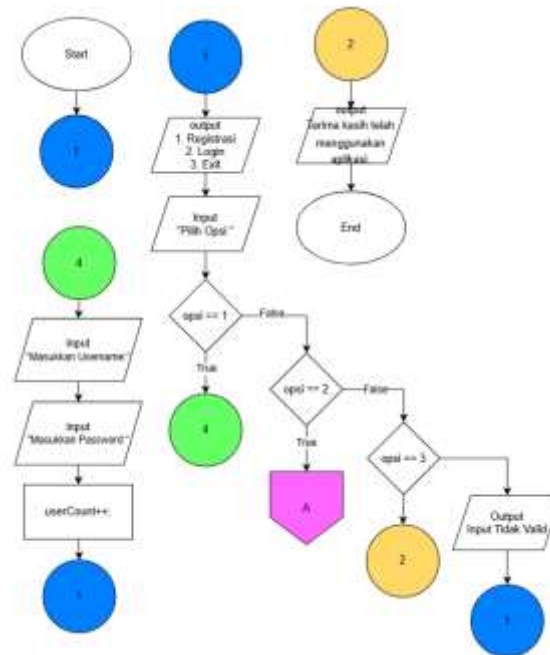 Start
1
4
Input
"Masukkan Username:"
Input
"Masukkan Password:"
userCount++;
1
1
output
1. Registrasi
2. Login
3. Exit
Input
"Pilih Opsi:"
opsi == 1
False
True
4
opsi == 2
False
True
A
opsi == 3
2
Output
Input Tidak Valid
1
2
output
Terima kasih telah
menggunakan
aplikasi
End